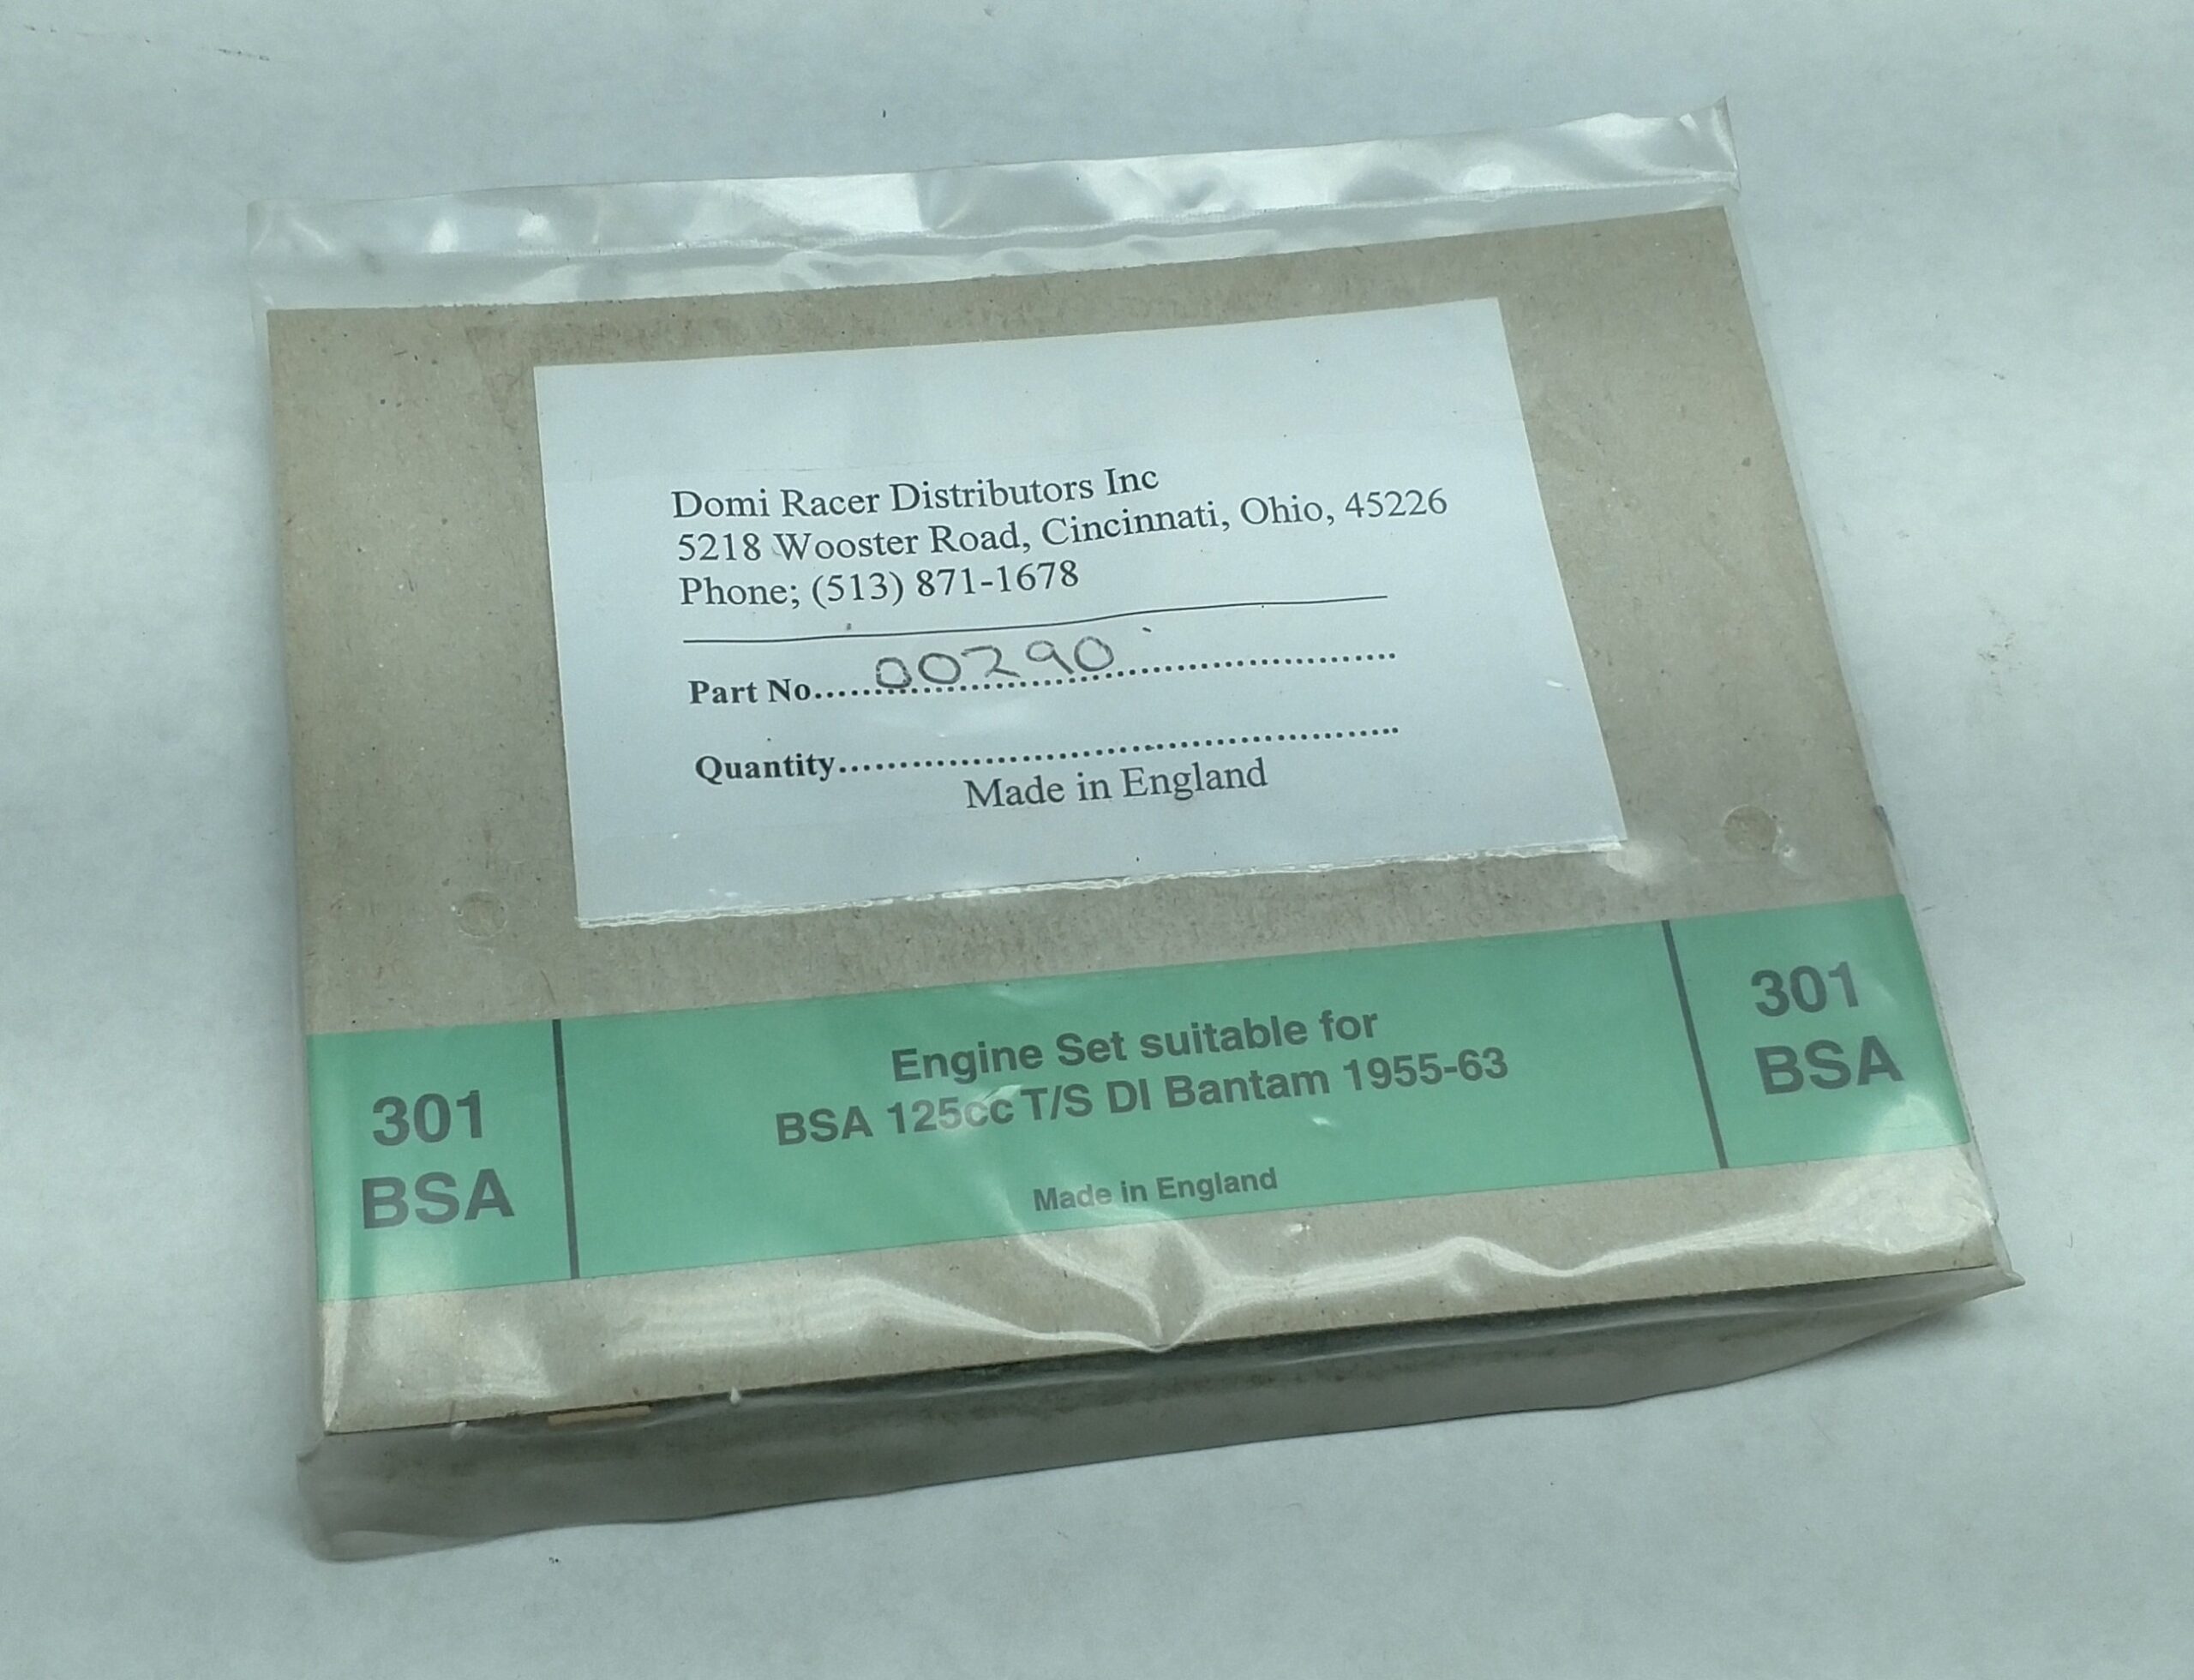 Domi Racer Distributors Inc
5218 Wooster Road, Cincinnati, Ohio, 45226
Phone; (513) 871-1678
Part No......00290..............................
Quantity................................................
Made in England
301
BSA
Engine Set suitable for
BSA 125cc T/S DI Bantam 1955-63
Made in England
301
BSA